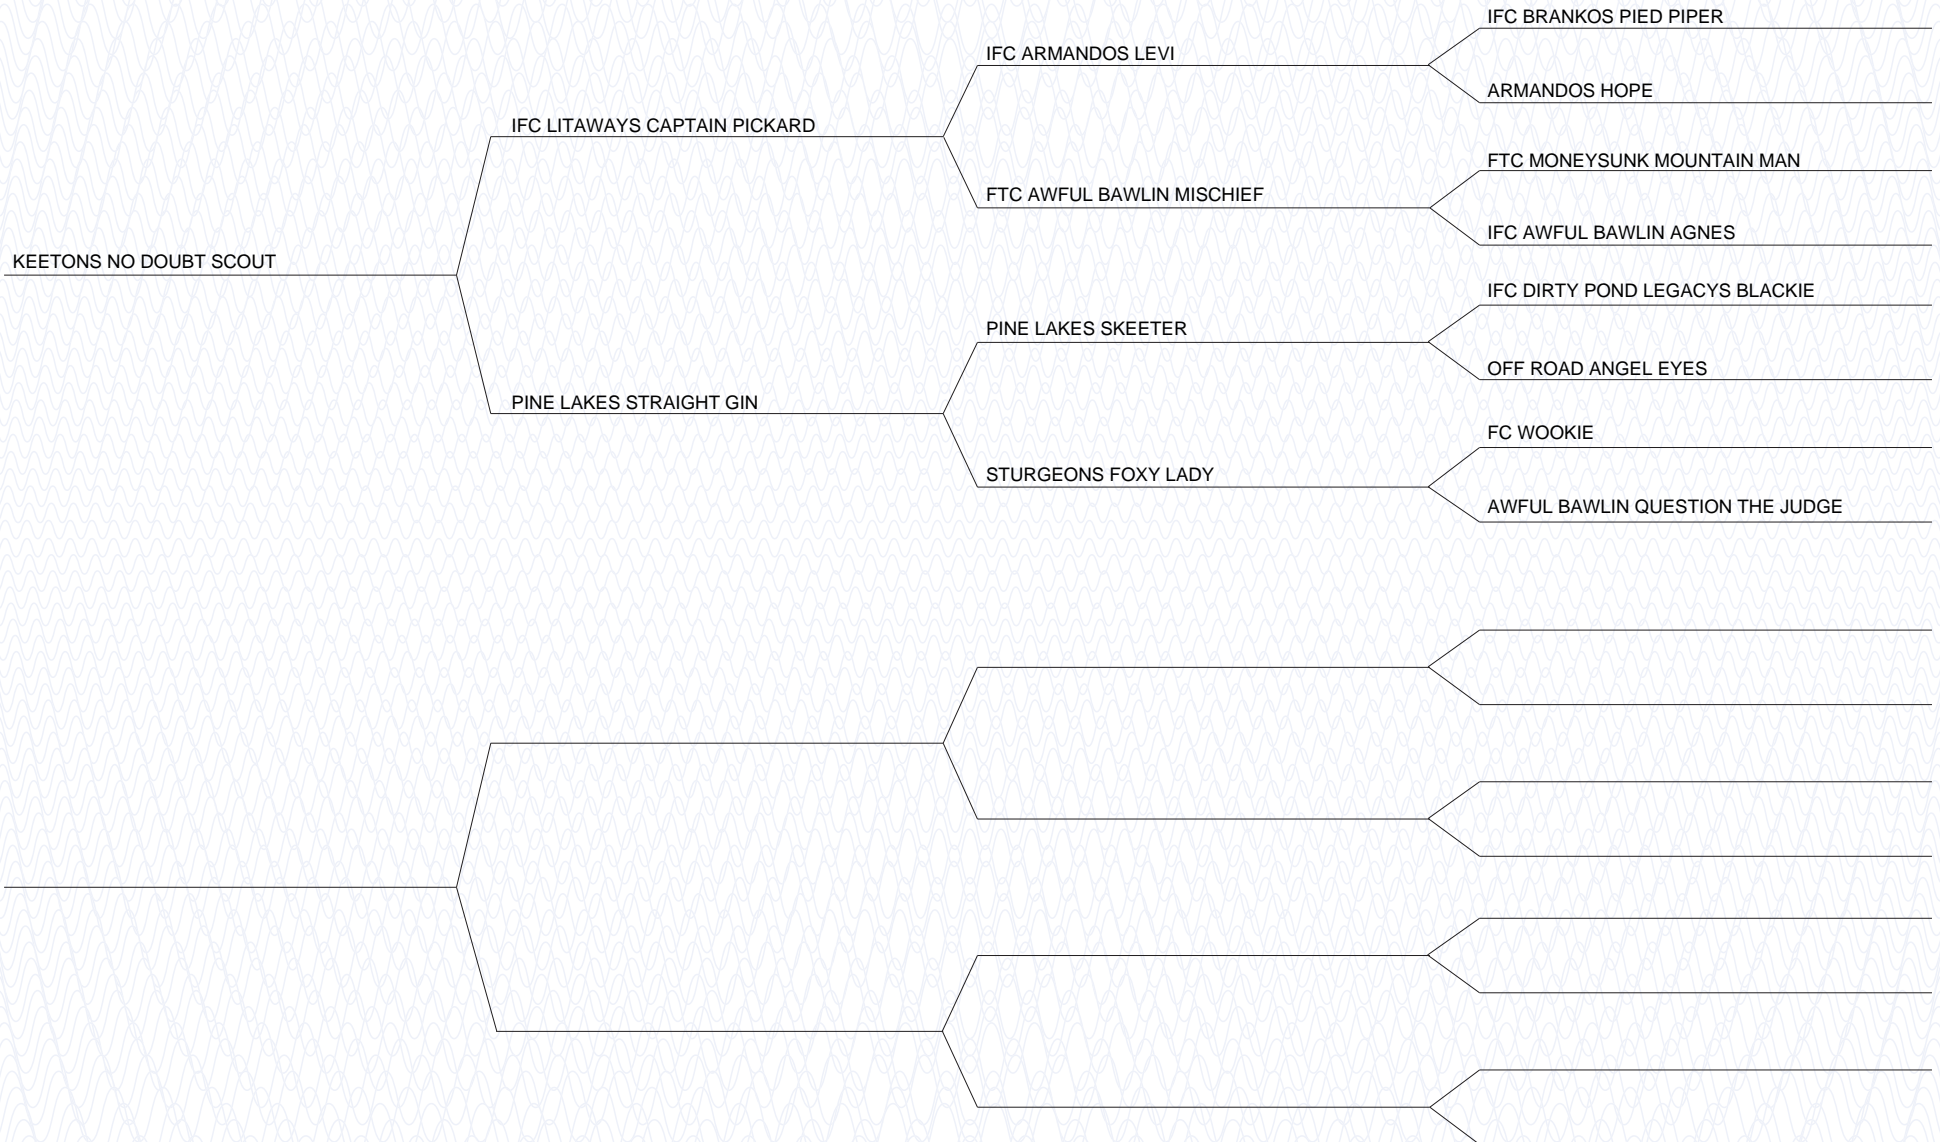 IFC BRANKOS PIED PIPER
IFC ARMANDOS LEVI
ARMANDOS HOPE
IFC LITAWAYS CAPTAIN PICKARD
FTC MONEYSUNK MOUNTAIN MAN
FTC AWFUL BAWLIN MISCHIEF
IFC AWFUL BAWLIN AGNES
KEETONS NO DOUBT SCOUT
IFC DIRTY POND LEGACYS BLACKIE
PINE LAKES SKEETER
OFF ROAD ANGEL EYES
PINE LAKES STRAIGHT GIN
FC WOOKIE
STURGEONS FOXY LADY
AWFUL BAWLIN QUESTION THE JUDGE